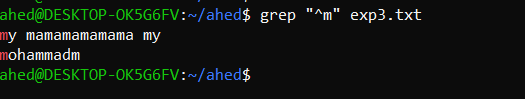 ahed@DESKTOP-OK5G6FV:~/ahed$ grep "^m" exp3.txt
my mamamamamama my
mohammadm
ahed@DESKTOP-OK5G6FV:~/ahed$